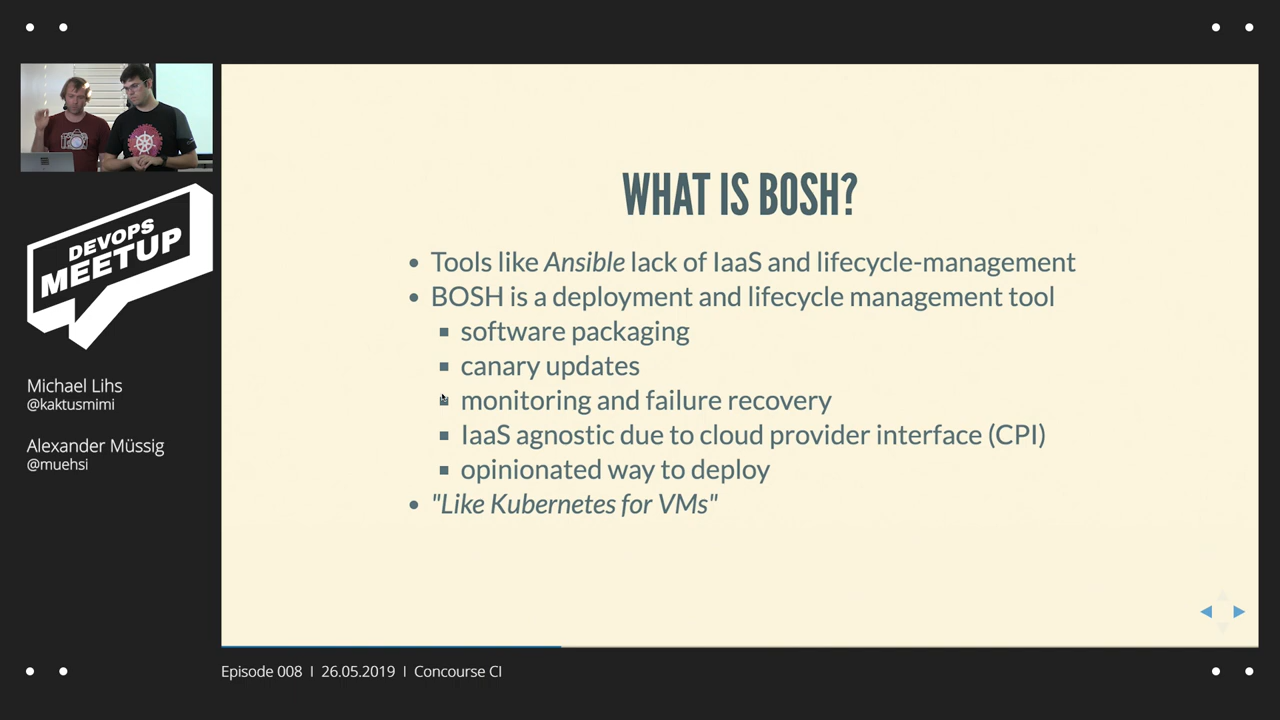 DEVOPS
MEETUP
Michael Lihs
@kaktusmimi
Alexander Müssig
@muehsi
WHAT IS BOSH?
Tools like Ansible lack of IaaS and lifecycle-management
BOSH is a deployment and lifecycle management tool
software packaging
canary updates
monitoring and failure recovery
IaaS agnostic due to cloud provider interface (CPI)
opinionated way to deploy
"Like Kubernetes for VMs"
Episode 008 | 26.05.2019 | Concourse CI